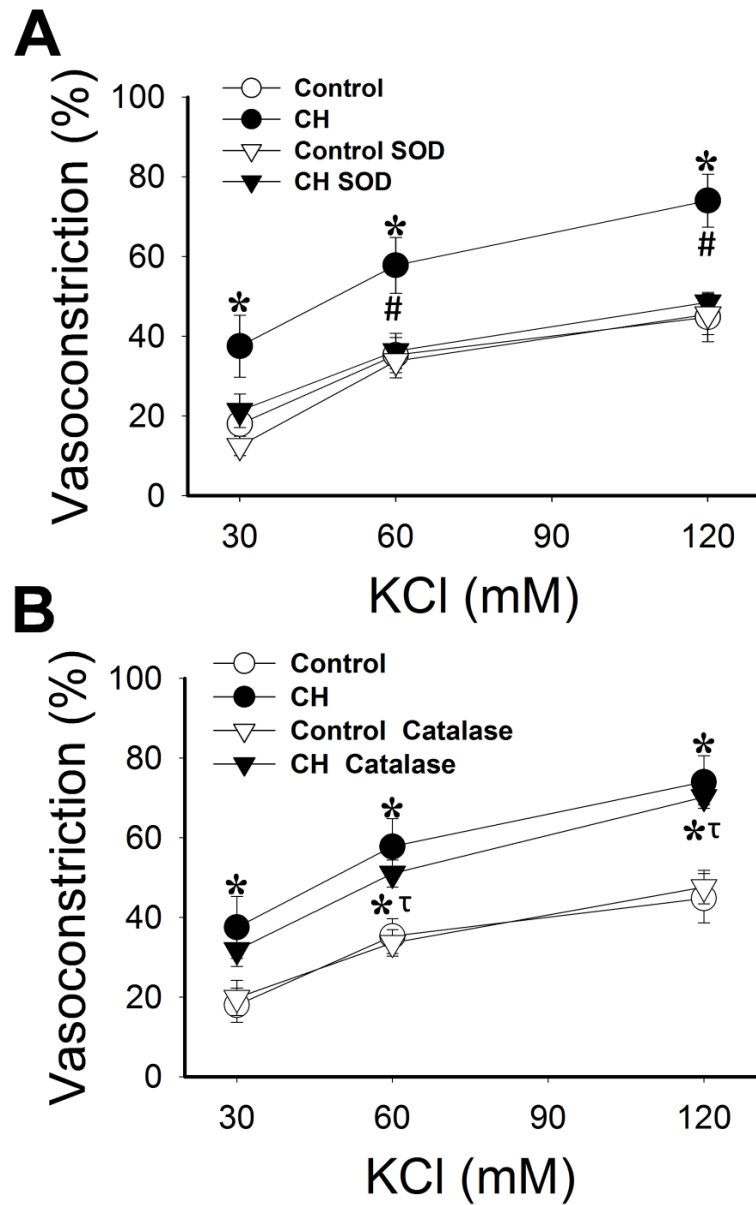 A
Vasoconstriction (%)
Control
CH
Control SOD
CH SOD
100
80
60
40
20
0
*
*
*
#
#
30
60
90
120
KCl (mM)
B
Vasoconstriction (%)
Control
CH
Control Catalase
CH Catalase
100
80
60
40
20
0
*
*
*
*τ
*τ
30
60
90
120
KCl (mM)